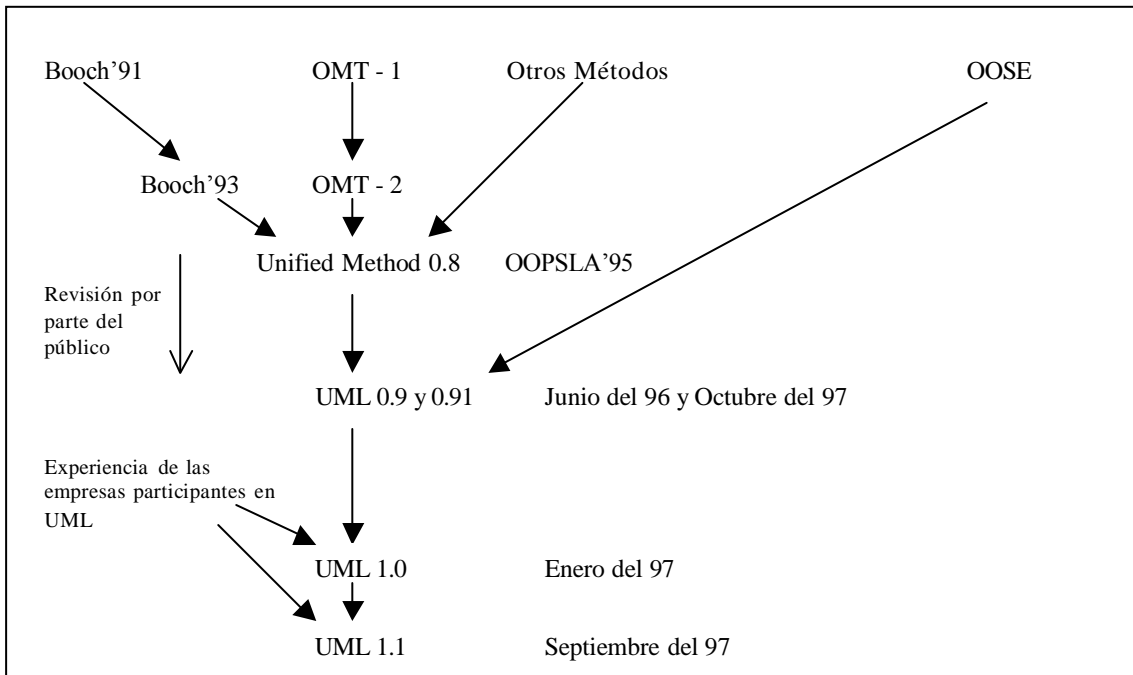 Booch’91
OMT - 1
Otros Métodos
OOSE
Booch’93
OMT - 2
Unified Method 0.8
OOPSLA’95
Revisión por
parte del
público
UML 0.9 y 0.91
Junio del 96 y Octubre del 97
Experiencia de las
empresas participantes en
UML
UML 1.0
Enero del 97
UML 1.1
Septiembre del 97